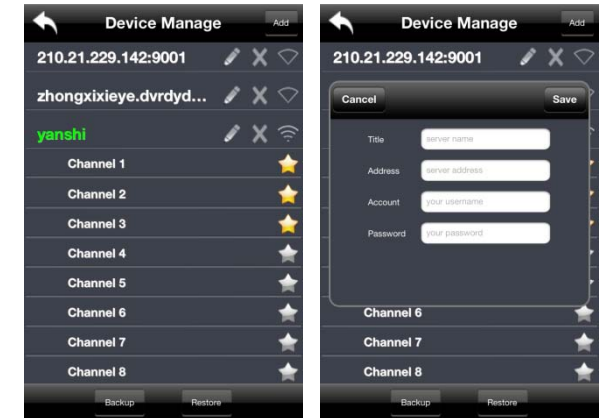 Device Manage Add
210.21.229.142:9001
zhongxixieye.dvrdyd...
yanshi
Channel 1
Channel 2
Channel 3
Channel 4
Channel 5
Channel 6
Channel 7
Channel 8
Backup Restore
Device Manage Add
210.21.229.142:9001
Cancel Save
Title server name
Address server address
Account your username
Password your password
Channel 6
Channel 7
Channel 8
Backup Restore